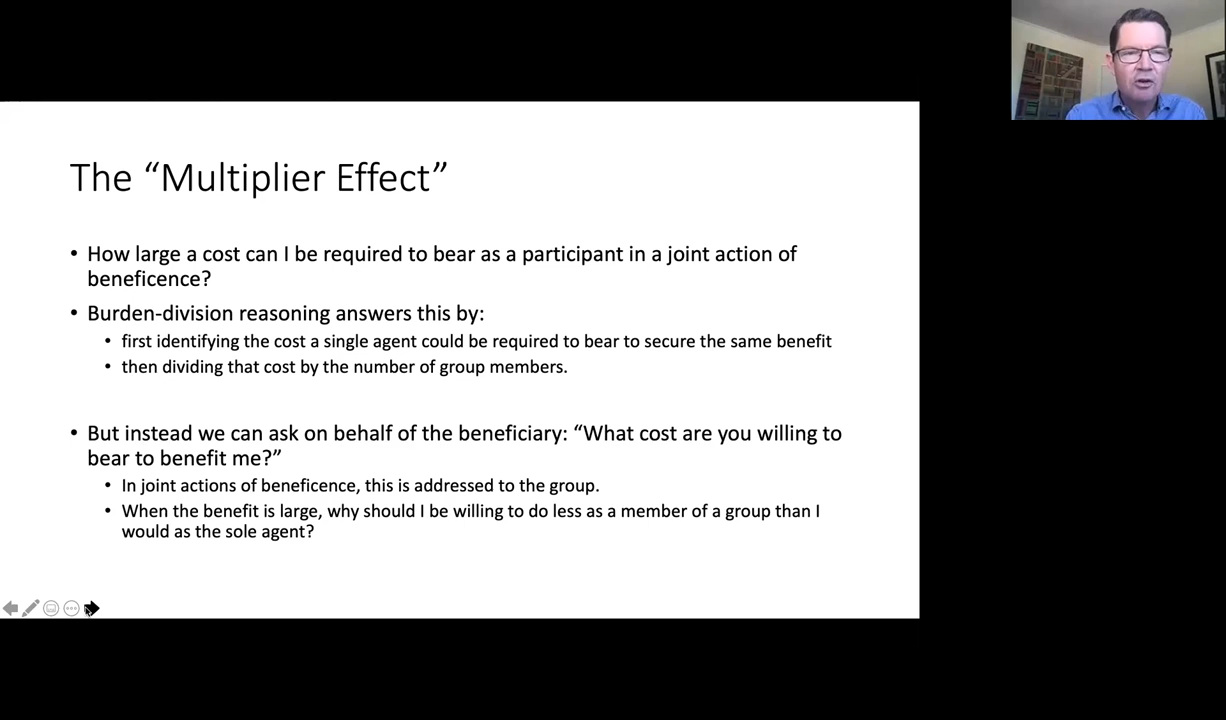 The “Multiplier Effect”
• How large a cost can I be required to bear as a participant in a joint action of
beneficence?
• Burden-division reasoning answers this by:
• first identifying the cost a single agent could be required to bear to secure the same benefit
• then dividing that cost by the number of group members.
• But instead we can ask on behalf of the beneficiary: “What cost are you willing to
bear to benefit me?”
• In joint actions of beneficence, this is addressed to the group.
• When the benefit is large, why should I be willing to do less as a member of a group than I
would as the sole agent?